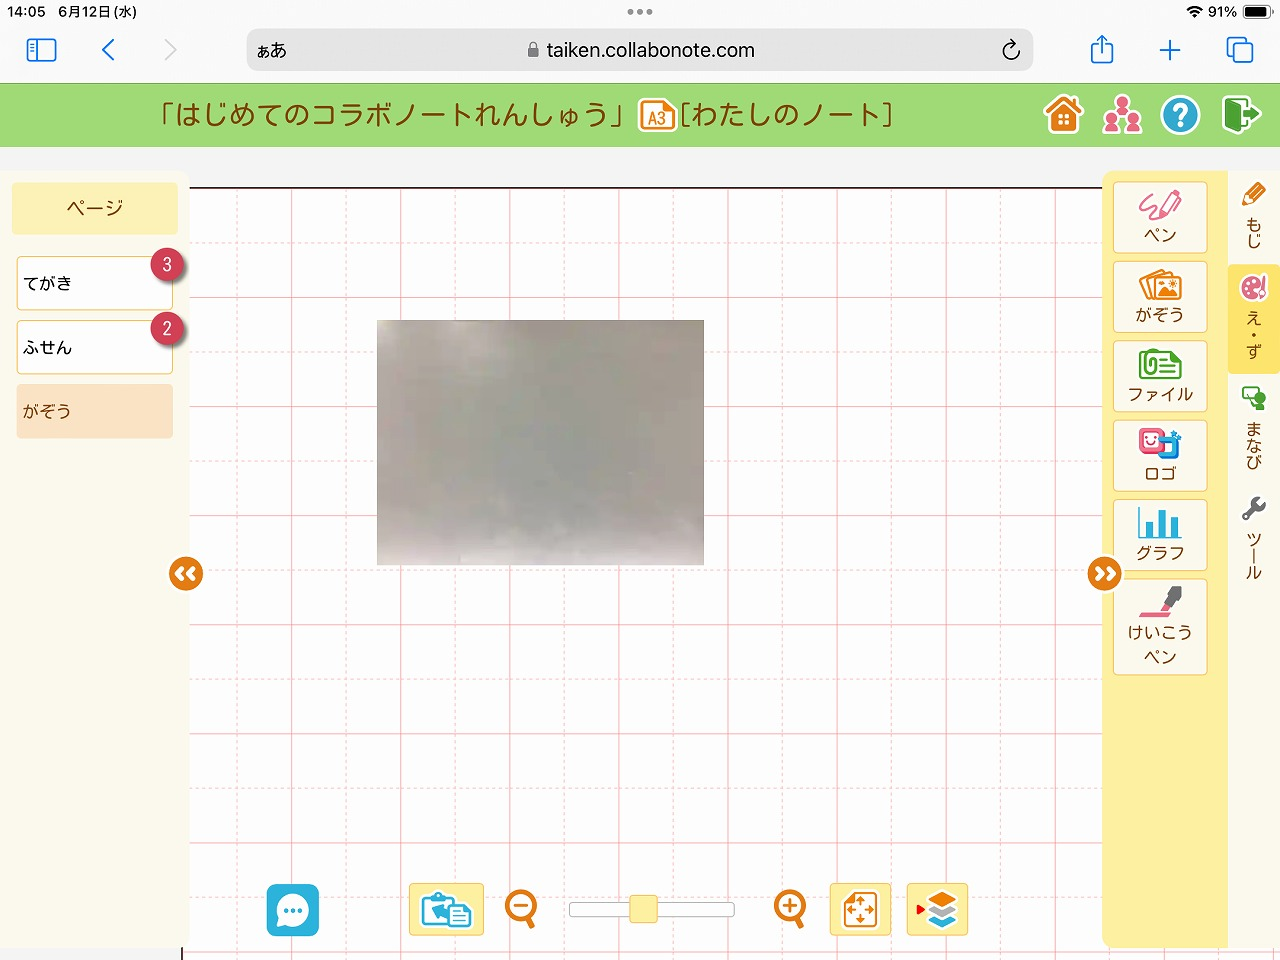 14:05 6月12日(水)
91%
ぁあ
taiken.collabonote.com
「はじめてのコラボノートれんしゅう」 A3 [わたしのノート]
?
ページ
てがき
3
ふせん
2
がぞう
ペン
がぞう
ファイル
ロゴ
グラフ
けいこう
ペン
もじ
え・ず
まなび
ツール